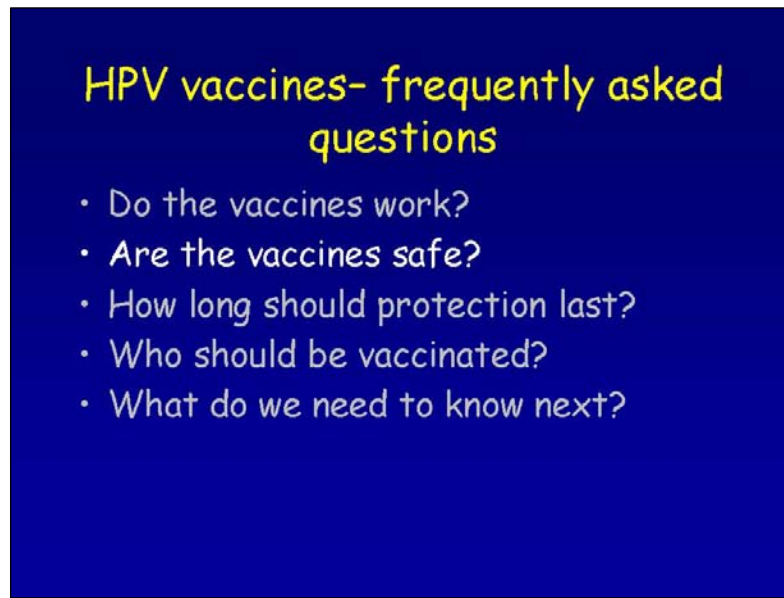 HPV vaccines– frequently asked
questions
• Do the vaccines work?
• Are the vaccines safe?
• How long should protection last?
• Who should be vaccinated?
• What do we need to know next?